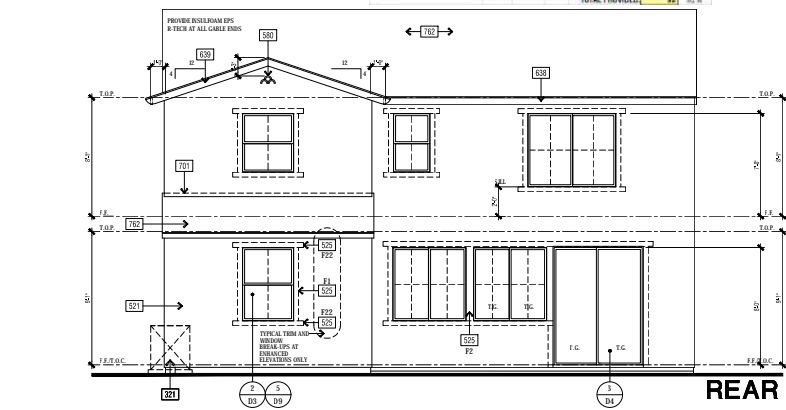 PROVIDE INSULFOAM EPS
R-TECH AT ALL GABLE ENDS
580
762
639
12
4
12
4
638
T.O.P.
T.O.P.
701
SILL
762
F.F.
F.F.
T.O.P.
T.O.P.
525
F22
F1
525
521
F22
525
T.G.
T.G.
TYPICAL TRIM AND
WINDOW
BREAK-UPS AT
ENHANCED
ELEVATIONS ONLY
525
F2
T.G.
T.G.
F.F./T.O.C.
F.F./T.O.C.
321
2
D3
5
D9
3
D4
REAR